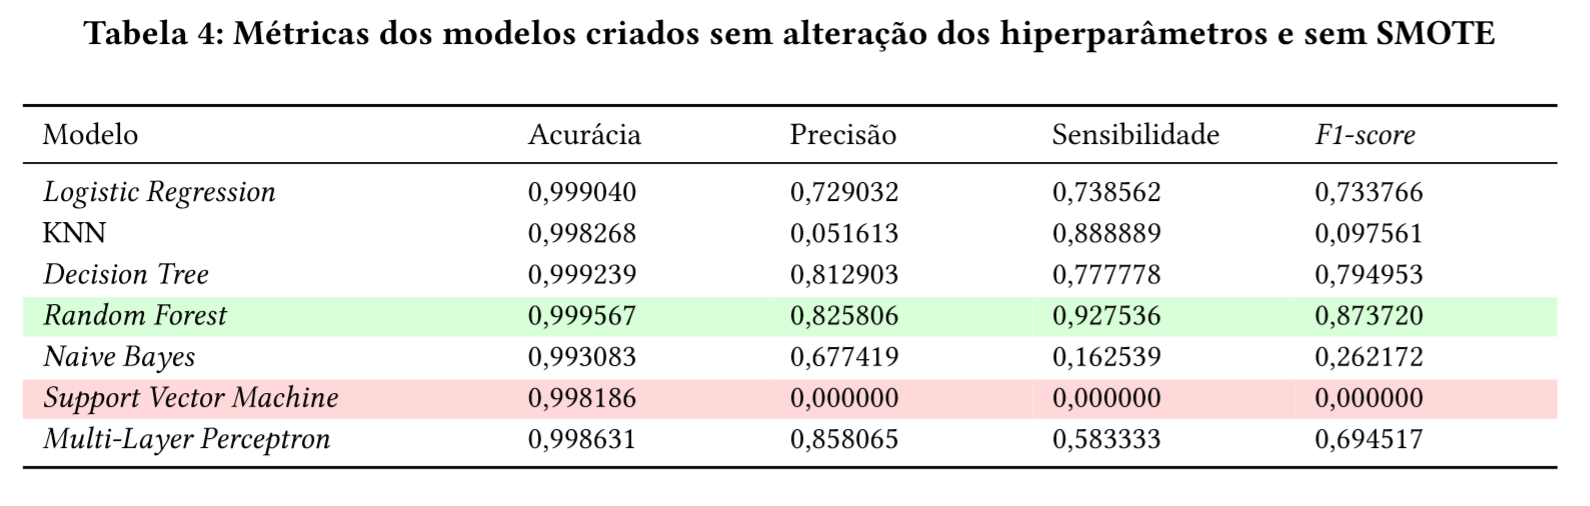 Tabela 4: Métricas dos modelos criados sem alteração dos hiperparâmetros e sem SMOTE
Modelo Acurácia Precisão Sensibilidade F1-score
Logistic Regression 0,999040 0,729032 0,738562 0,733766
KNN 0,998268 0,051613 0,888889 0,097561
Decision Tree 0,999239 0,812903 0,777778 0,794953
Random Forest 0,999567 0,825806 0,927536 0,873720
Naive Bayes 0,993083 0,677419 0,162539 0,262172
Support Vector Machine 0,998186 0,000000 0,000000 0,000000
Multi-Layer Perceptron 0,998631 0,858065 0,583333 0,694517